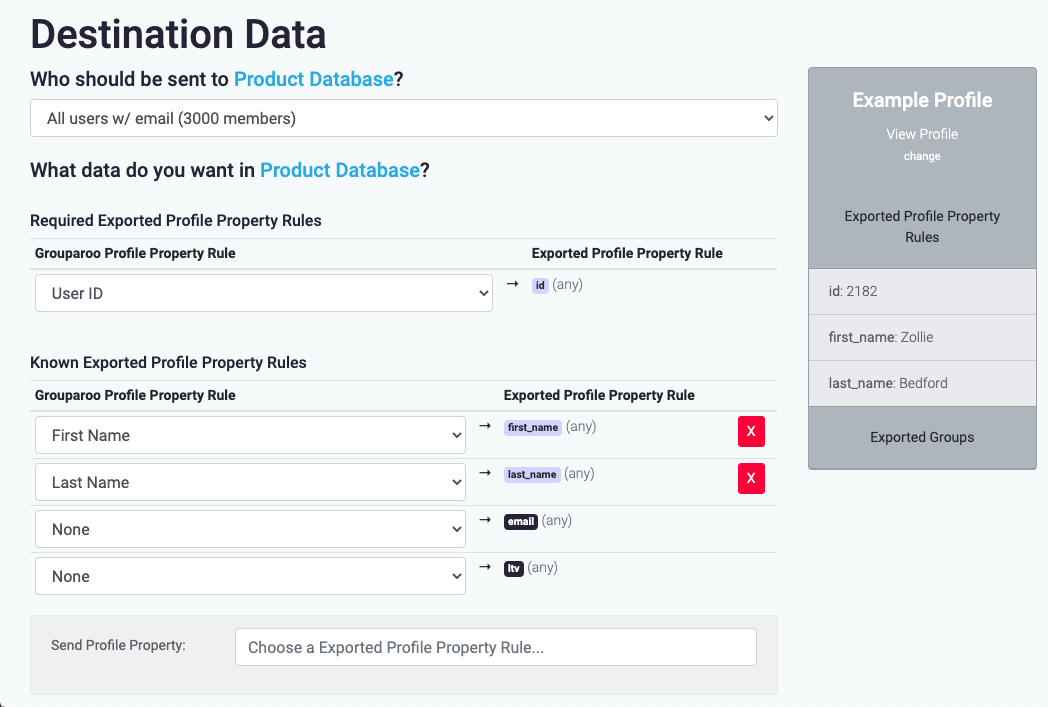 Destination Data
Who should be sent to Product Database?
All users w/ email (3000 members)
What data do you want in Product Database?
Required Exported Profile Property Rules
Grouparoo Profile Property Rule Exported Profile Property Rule
User ID → id (any)
Known Exported Profile Property Rules
Grouparoo Profile Property Rule Exported Profile Property Rule
First Name → first_name (any) X
Last Name → last_name (any) X
None → email (any)
None → ltv (any)
Send Profile Property: Choose a Exported Profile Property Rule...
Example Profile
View Profile
change
Exported Profile Property
Rules
id: 2182
first_name: Zollie
last_name: Bedford
Exported Groups